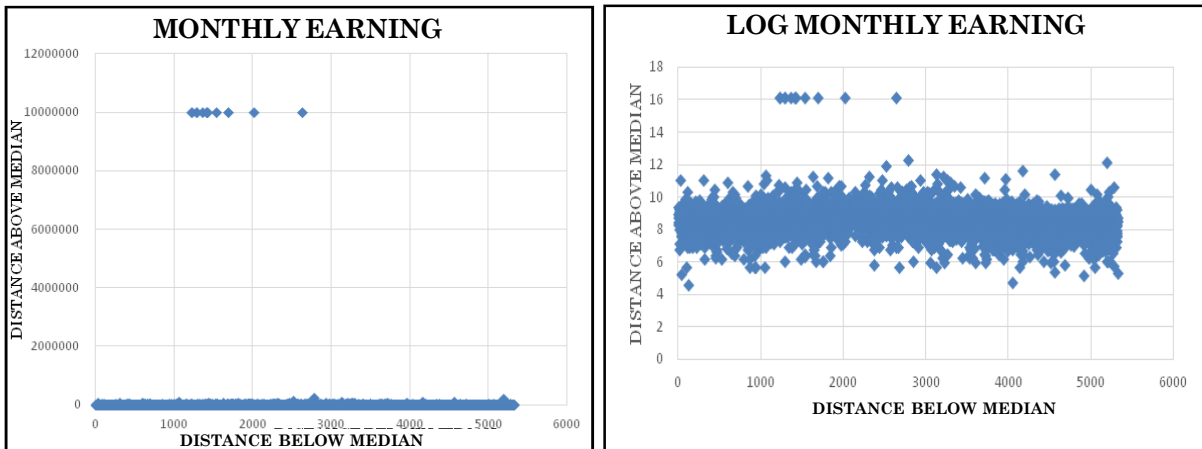 MONTHLY EARNING
12000000
10000000
8000000
6000000
4000000
2000000
0
DISTANCE ABOVE MEDIAN
0 1000 2000 3000 4000 5000 6000
DISTANCE BELOW MEDIAN
LOG MONTHLY EARNING
18
16
14
12
10
8
6
4
2
0
DISTANCE ABOVE MEDIAN
0 1000 2000 3000 4000 5000 6000
DISTANCE BELOW MEDIAN